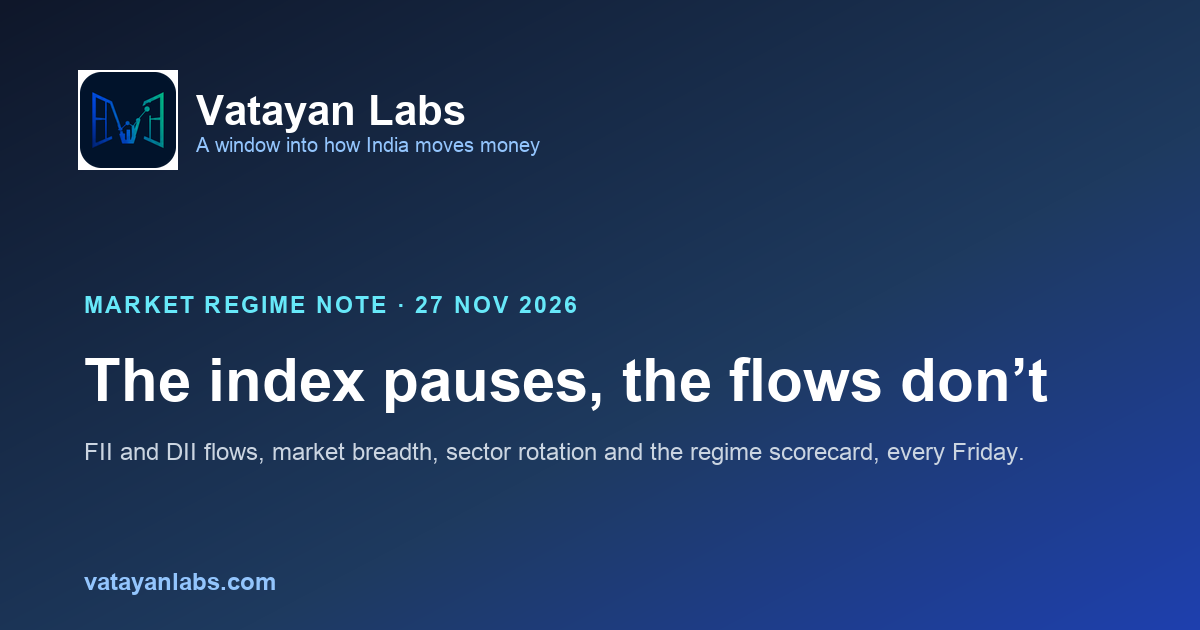 Vatayan Labs
A window into how India moves money
MARKET REGIME NOTE · 27 NOV 2026
The index pauses, the flows don’t
FII and DII flows, market breadth, sector rotation and the regime scorecard, every Friday.
vatayanlabs.com